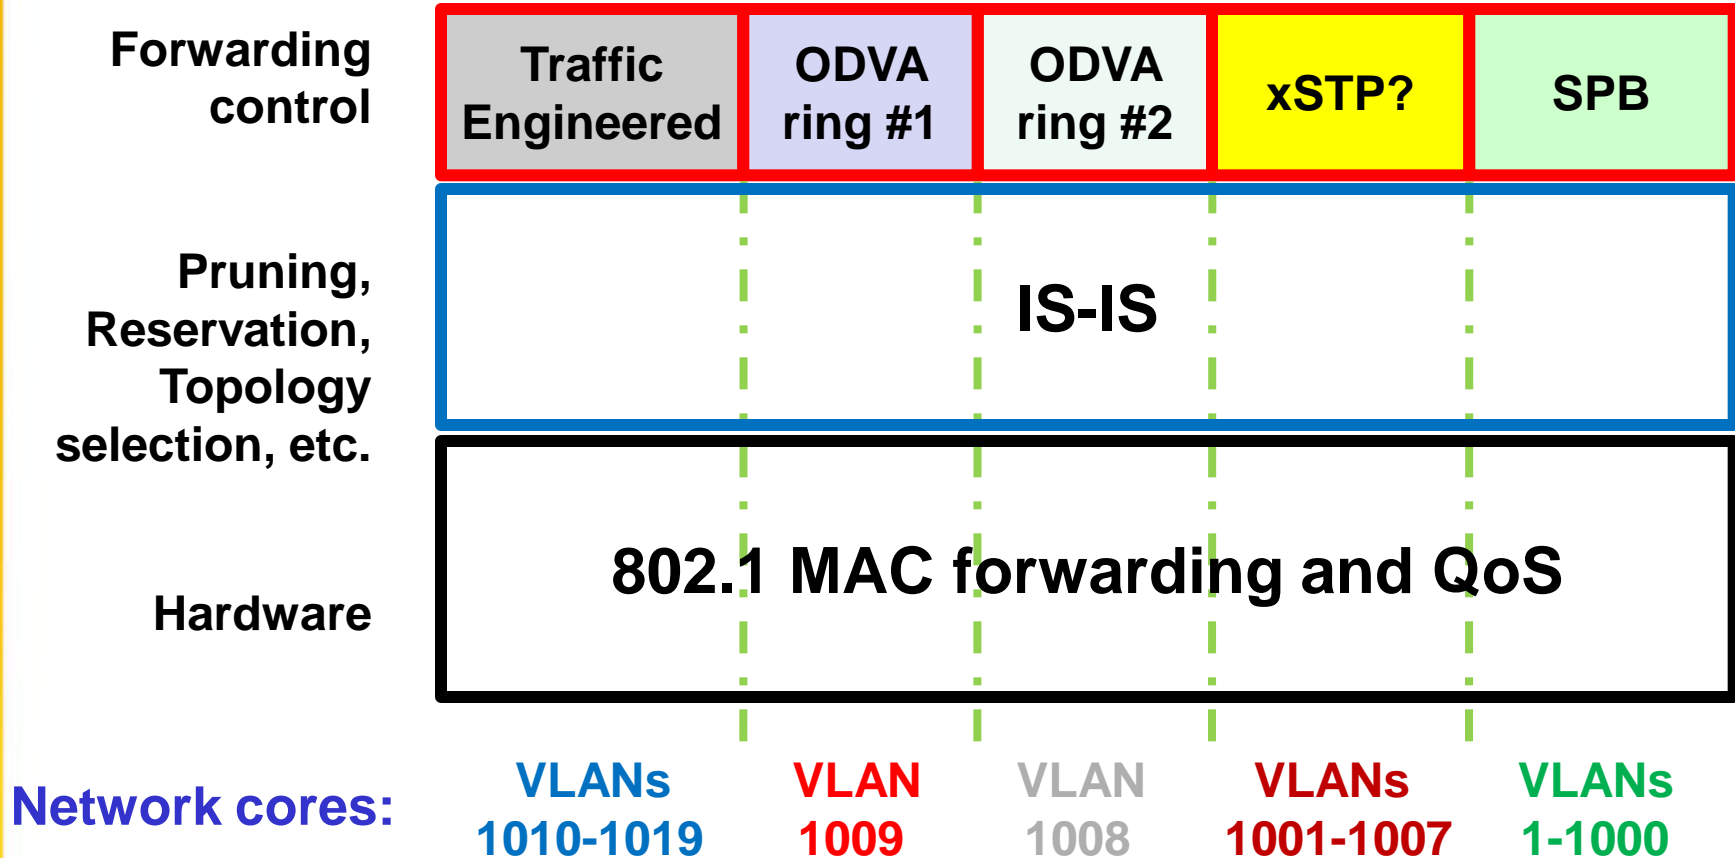 Forwarding
control
Traffic
Engineered
ODVA
ring #1
ODVA
ring #2
xSTP?
SPB
Pruning,
Reservation,
Topology
selection, etc.
IS-IS
Hardware
802.1 MAC forwarding and QoS
Network cores:
VLANs
1010-1019
VLAN
1009
VLAN
1008
VLANs
1001-1007
VLANs
1-1000